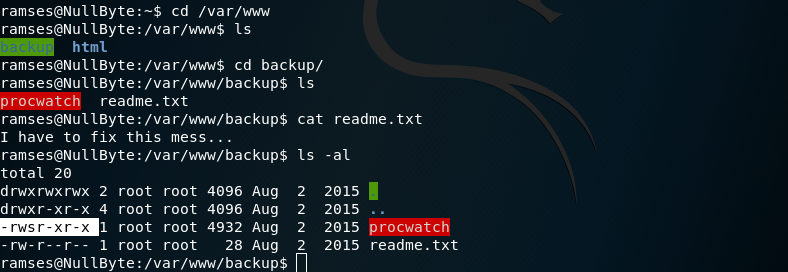 ramses@NullByte:~$ cd /var/www
ramses@NullByte:/var/www$ ls
backup  html
ramses@NullByte:/var/www$ cd backup/
ramses@NullByte:/var/www/backup$ ls
procwatch  readme.txt
ramses@NullByte:/var/www/backup$ cat readme.txt
I have to fix this mess...
ramses@NullByte:/var/www/backup$ ls -al
total 20
drwxrwxrwx 2 root root 4096 Aug  2  2015 .
drwxr-xr-x 4 root root 4096 Aug  2  2015 ..
-rwsr-xr-x 1 root root 4932 Aug  2  2015 procwatch
-rw-r--r-- 1 root root   28 Aug  2  2015 readme.txt
ramses@NullByte:/var/www/backup$